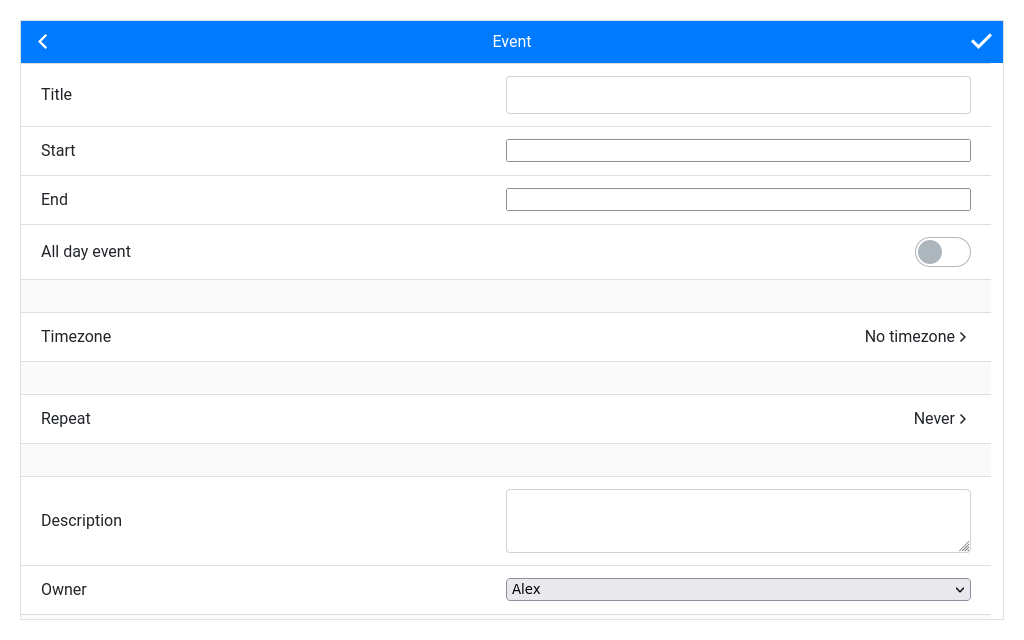 Event
Title
Start
End
All day event
Timezone No timezone
Repeat Never
Description
Owner Alex